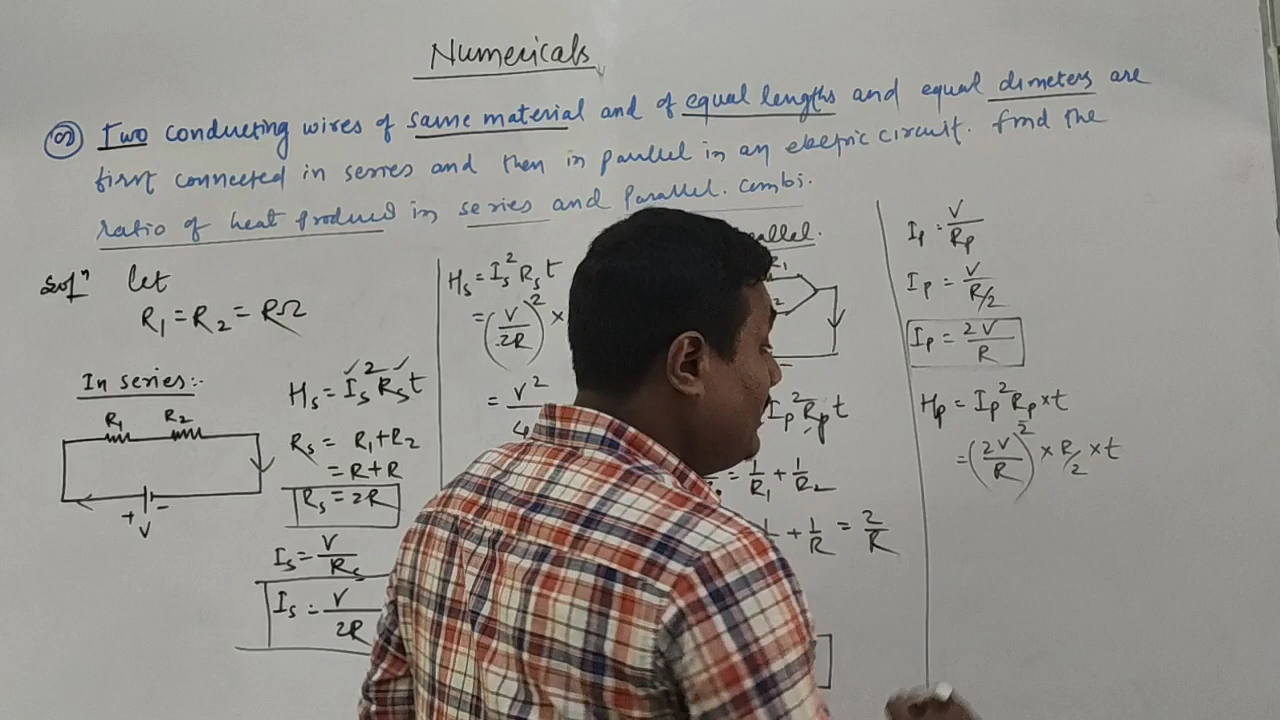 Numericals
Q2) Two conducting wires of same material and of equal lengths and equal dimeters are
first connected in series and then in parallel in an electric circuit. Find the
ratio of heat produced in series and Parallel. Combi.
Solⁿ let
R₁ = R₂ = RΩ
In series:-
R₁ R₂
+ V -
Hs = Is² Rs t
Rs = R₁ + R₂
= R + R
Rs = 2R
Is = V/Rs
Is = V/2R
Hs = Is² Rs t
= (V/2R)² ×
= V²/4
allel.
R₁
2
Ip² Rp t
= 1/R₁ + 1/R₂
+ 1/R = 2/R
Ip = V/Rp
Ip = V/R/2
Ip = 2V/R
Hp = Ip² Rp × t
= (2V/R)² × R/2 × t